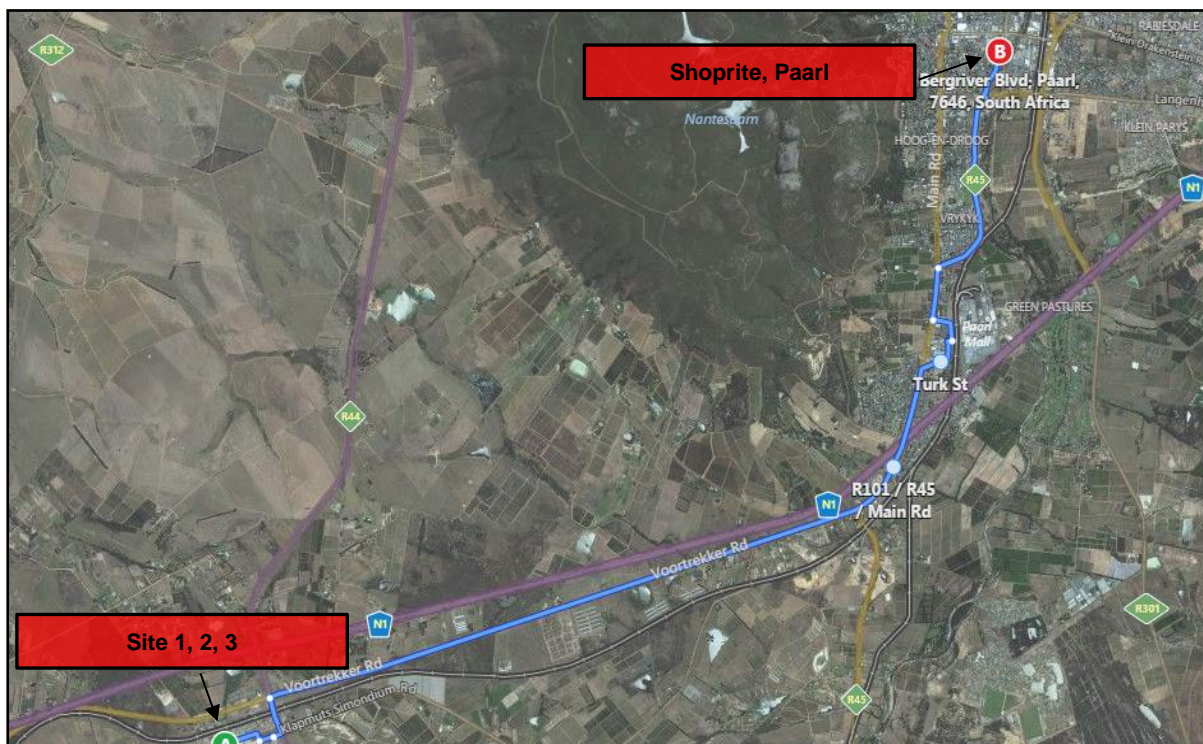 R312
Shoprite, Paarl
B
Bergriver Blvd, Paarl,
7646, South Africa
RABIESDALE
Klein Drakenstein R
Langenh
KLEIN PARYS
Nantesdam
HOOG-EN-DROOG
Main Rd
R45
N1
VRYKYK
GREEN PASTURES
Paarl
Mall
Turk St
R44
R101 / R45
/ Main Rd
N1
Voortrekker Rd
R301
N1
Site 1, 2, 3
Voortrekker Rd
Klapmuts Simondium Rd
R45
A